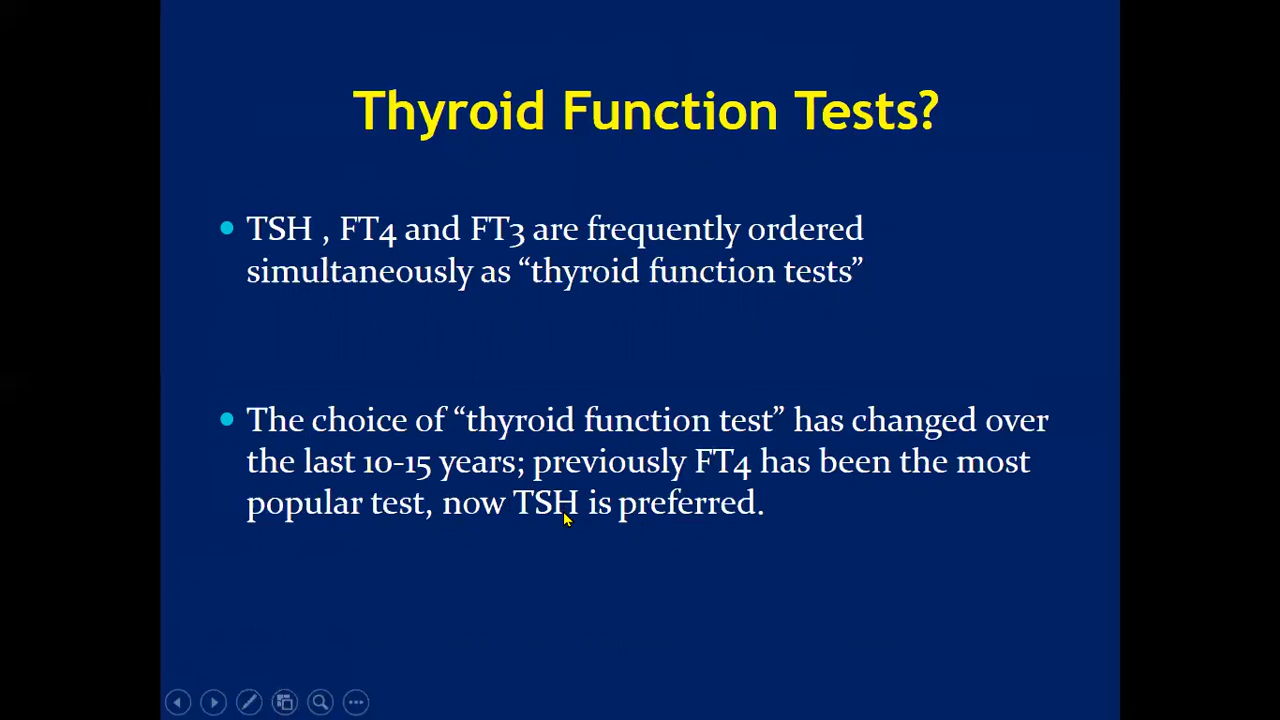 Thyroid Function Tests?
• TSH , FT4 and FT3 are frequently ordered
simultaneously as “thyroid function tests”
• The choice of “thyroid function test” has changed over
the last 10-15 years; previously FT4 has been the most
popular test, now TSH is preferred.